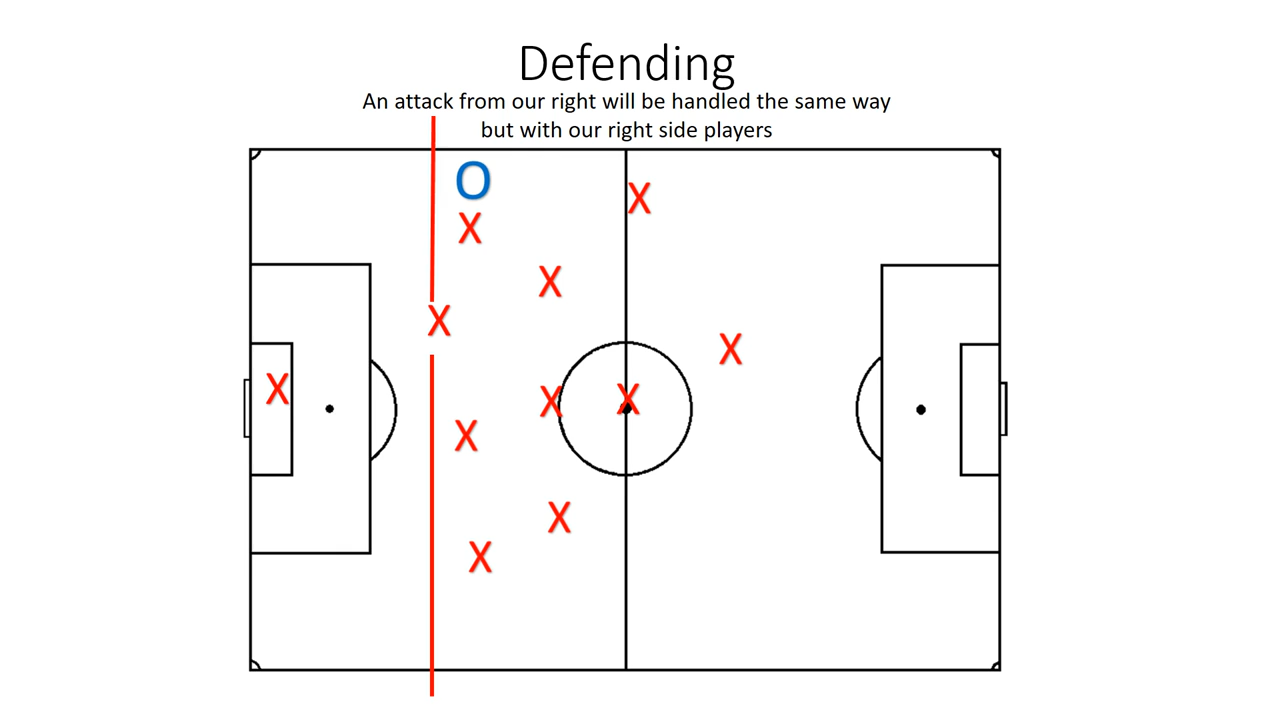 Defending
An attack from our right will be handled the same way
but with our right side players
O
X
X
X
X
X
X
X
X
X
X
X